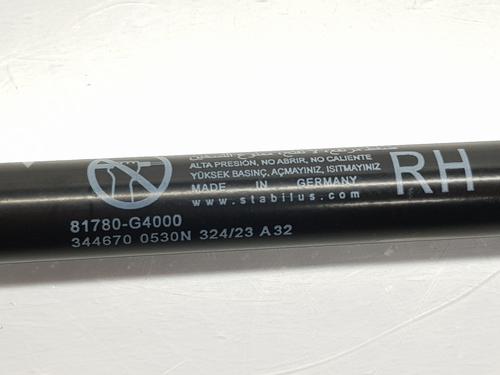 ALTA PRESIÓN, NO ABRIR, NO CALIENTE
YÜKSEK BASINÇ, AÇMAYINIZ, ISITMAYINIZ
MADE IN GERMANY
www.stabilus.com
RH
81780-G4000
344670 0530N 324/23 A32